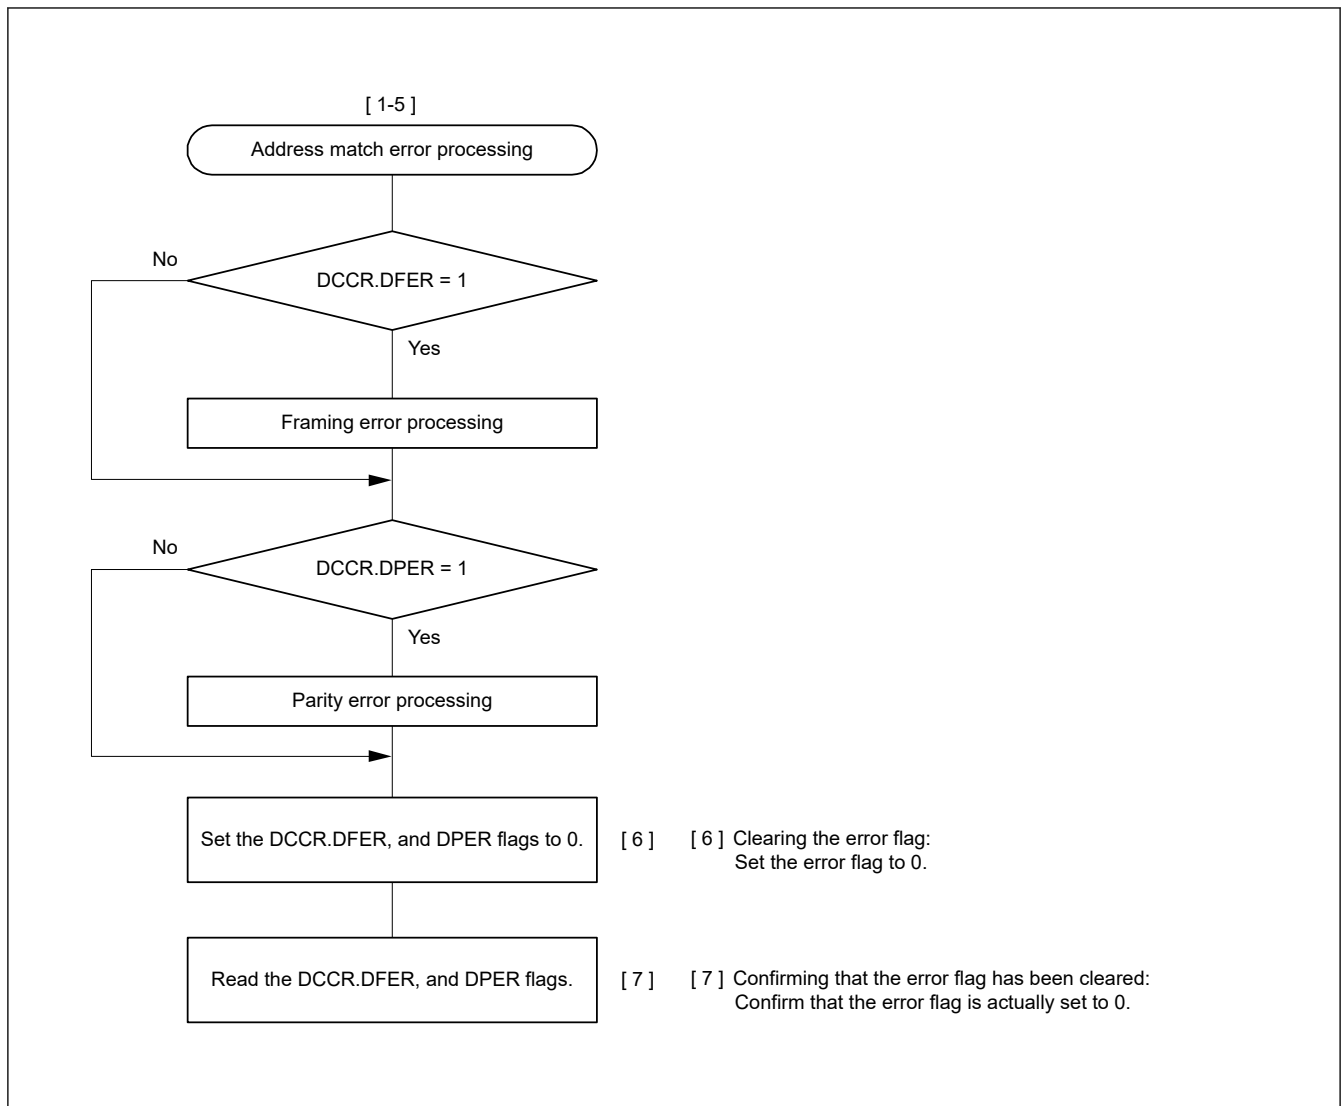 [ 1-5 ]
Address match error processing
No
DCCR.DFER = 1
Yes
Framing error processing
No
DCCR.DPER = 1
Yes
Parity error processing
Set the DCCR.DFER, and DPER flags to 0.
[ 6 ]
[ 6 ] Clearing the error flag:
Set the error flag to 0.
Read the DCCR.DFER, and DPER flags.
[ 7 ]
[ 7 ] Confirming that the error flag has been cleared:
Confirm that the error flag is actually set to 0.